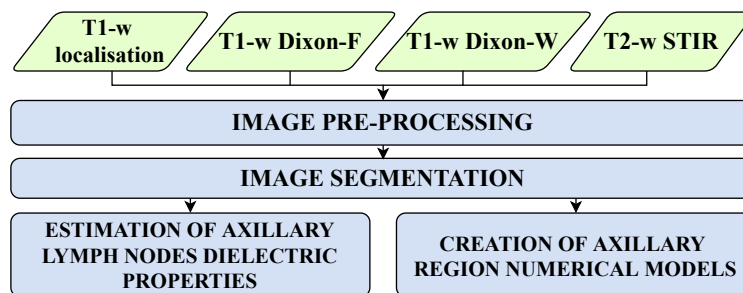 T1-w
localisation
T1-w Dixon-F
T1-w Dixon-W
T2-w STIR
IMAGE PRE-PROCESSING
IMAGE SEGMENTATION
ESTIMATION OF AXILLARY
LYMPH NODES DIELECTRIC
PROPERTIES
CREATION OF AXILLARY
REGION NUMERICAL MODELS